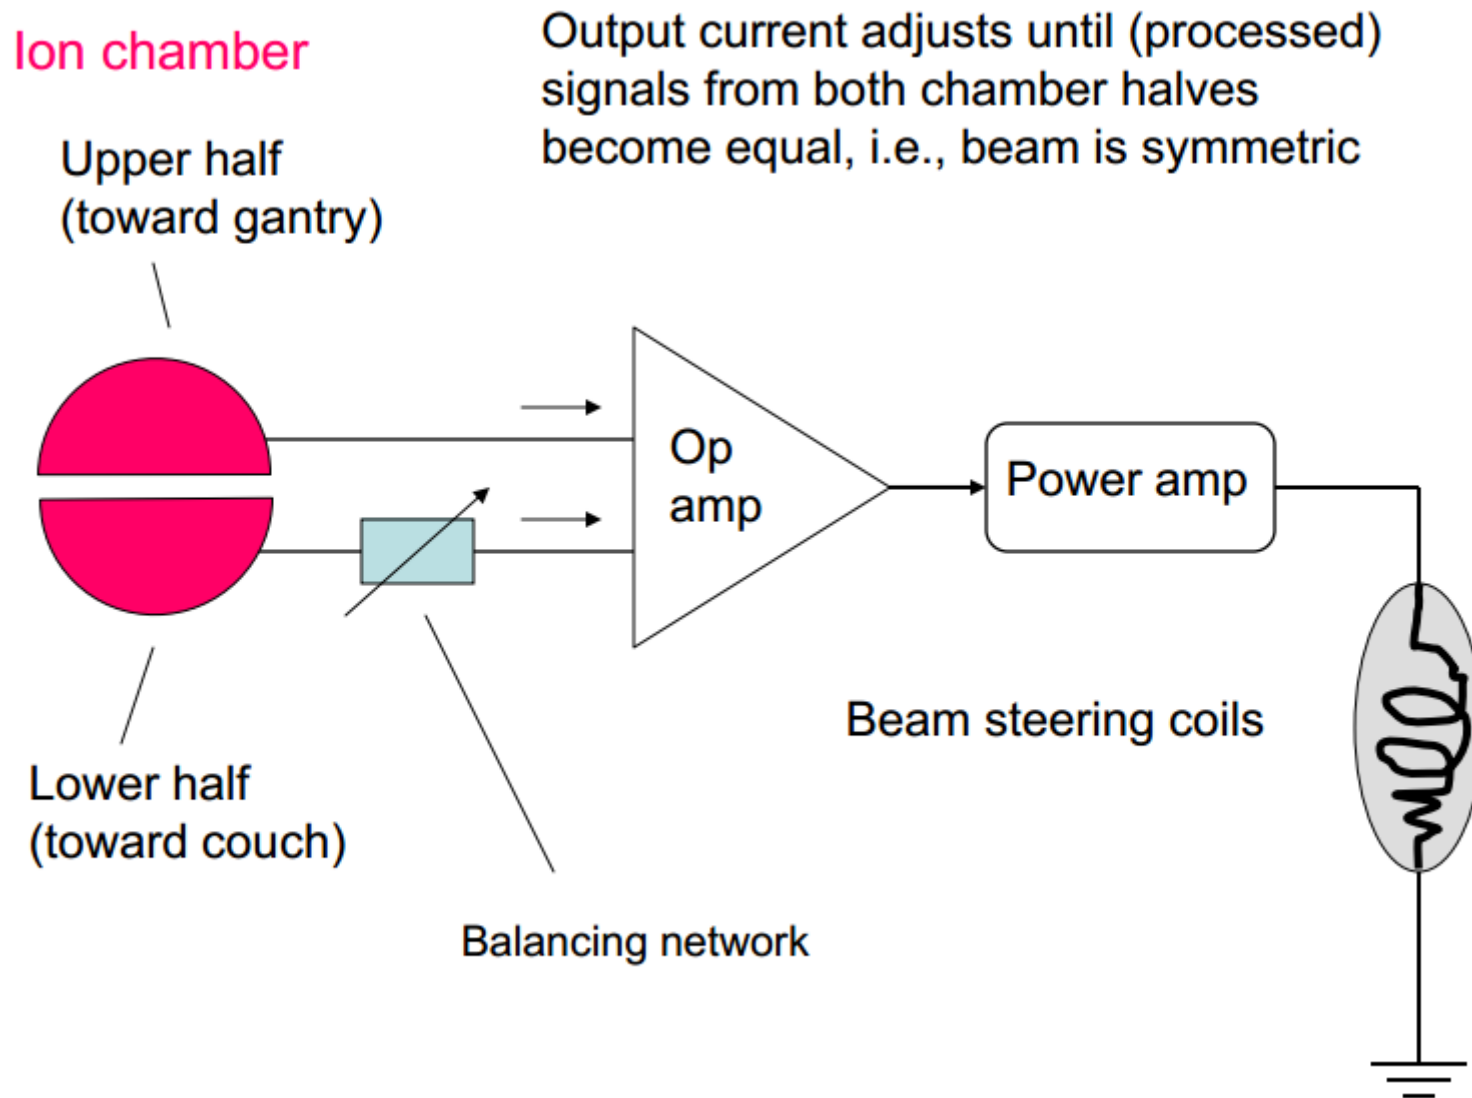 Ion chamber
Output current adjusts until (processed)
signals from both chamber halves
become equal, i.e., beam is symmetric
Upper half
(toward gantry)
Op
amp
Power amp
Beam steering coils
Lower half
(toward couch)
Balancing network